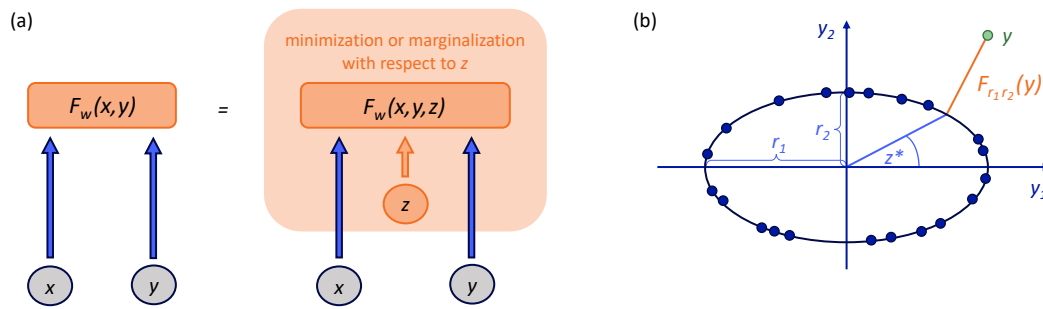 (a)
minimization or marginalization
with respect to z
F_w(x,y)
=
F_w(x,y,z)
z
x
y
x
y
(b)
y_2
y
F_{r_1 r_2}(y)
r_2
r_1
z*
y_1